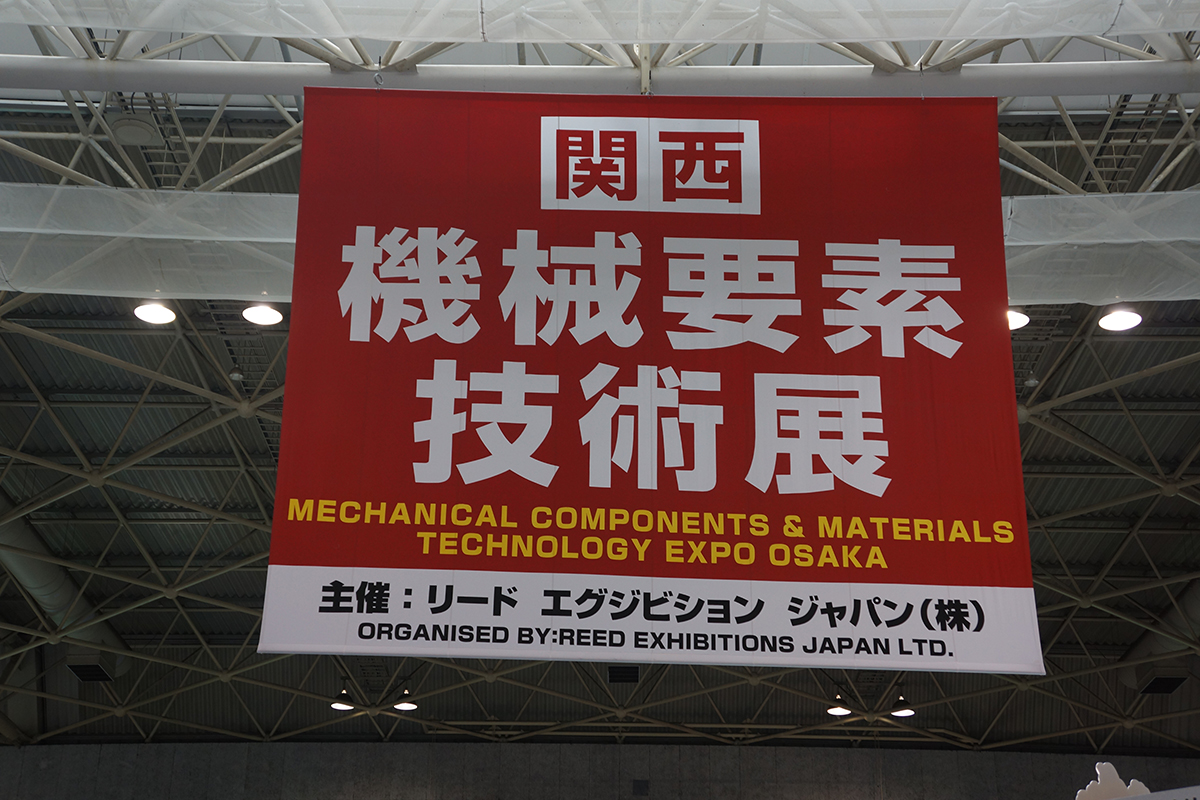 関西
機械要素
技術展
MECHANICAL COMPONENTS & MATERIALS
TECHNOLOGY EXPO OSAKA
主催：リード エグジビション ジャパン(株)
ORGANISED BY:REED EXHIBITIONS JAPAN LTD.